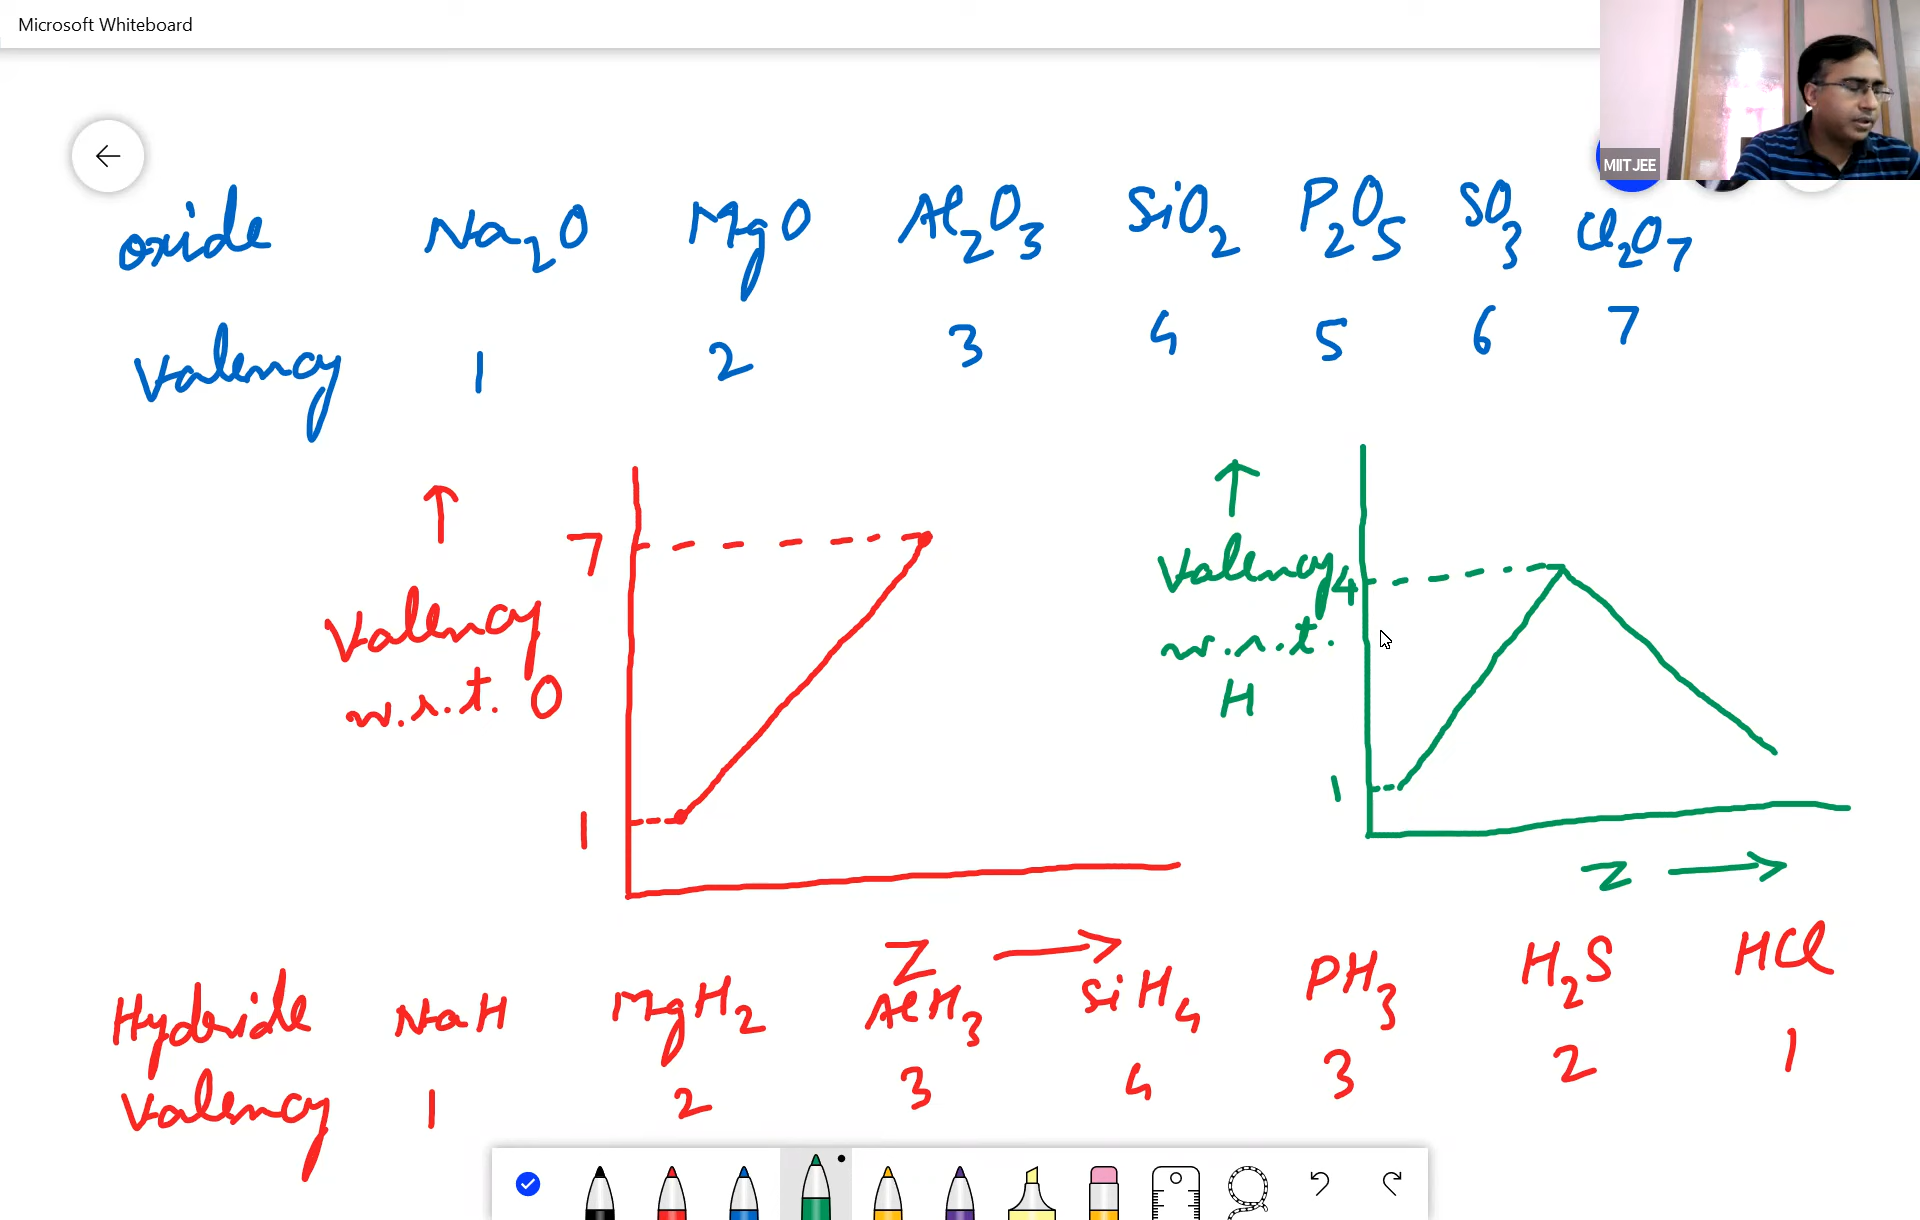 Microsoft Whiteboard
MIIT JEE
oxide Na2O MgO Al2O3 SiO2 P2O5 SO3 Cl2O7
Valency 1 2 3 4 5 6 7
↑
7
Valency
w.r.t. O
1
Z →
↑
Valency 4
w.r.t.
H
1
Z →
Hyderide NaH MgH2 AlH3 SiH4 PH3 H2S HCl
Valency 1 2 3 4 3 2 1